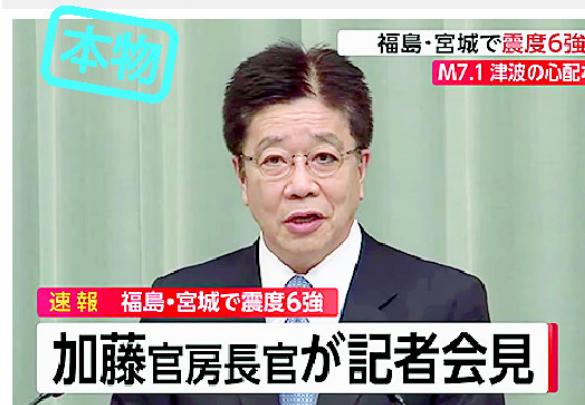 本物
福島・宮城で震度6強
M7.1 津波の心配
速報 福島・宮城で震度6強
加藤官房長官が記者会見